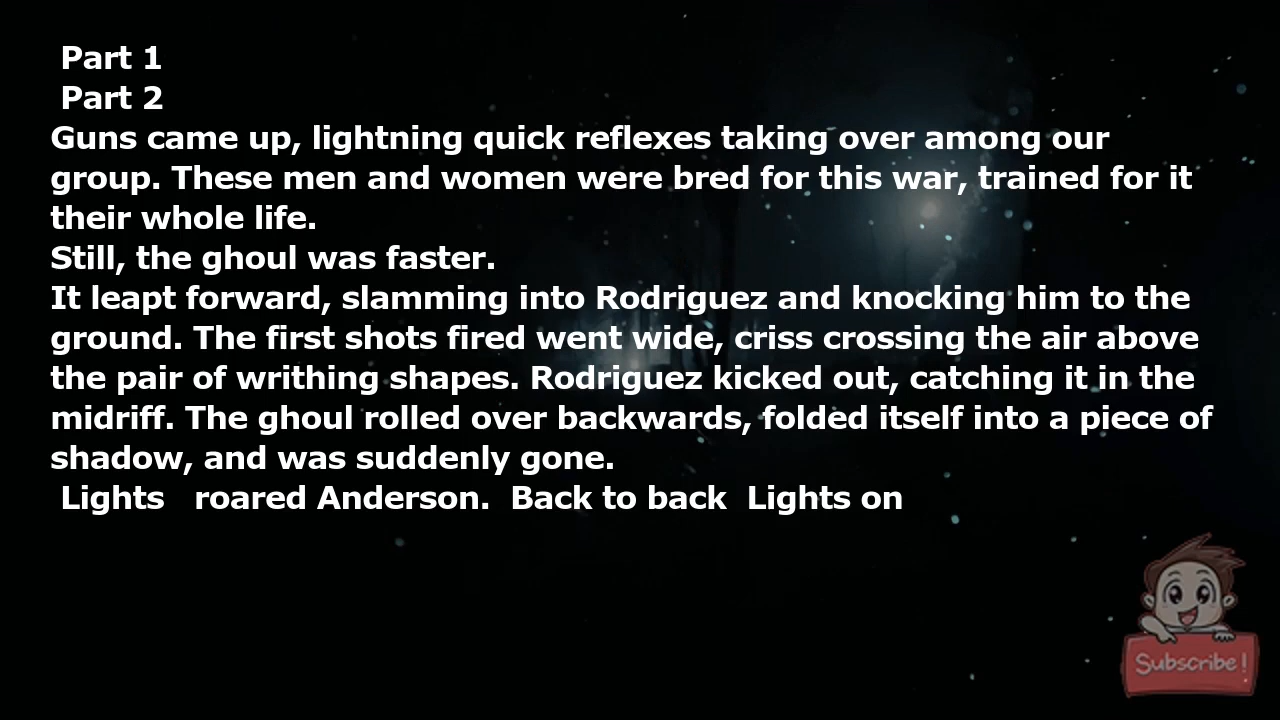 Part 1
Part 2
Guns came up, lightning quick reflexes taking over among our
group. These men and women were bred for this war, trained for it
their whole life.
Still, the ghoul was faster.
It leapt forward, slamming into Rodriguez and knocking him to the
ground. The first shots fired went wide, criss crossing the air above
the pair of writhing shapes. Rodriguez kicked out, catching it in the
midriff. The ghoul rolled over backwards, folded itself into a piece of
shadow, and was suddenly gone.
Lights   roared Anderson.  Back to back  Lights on
Subscribe!